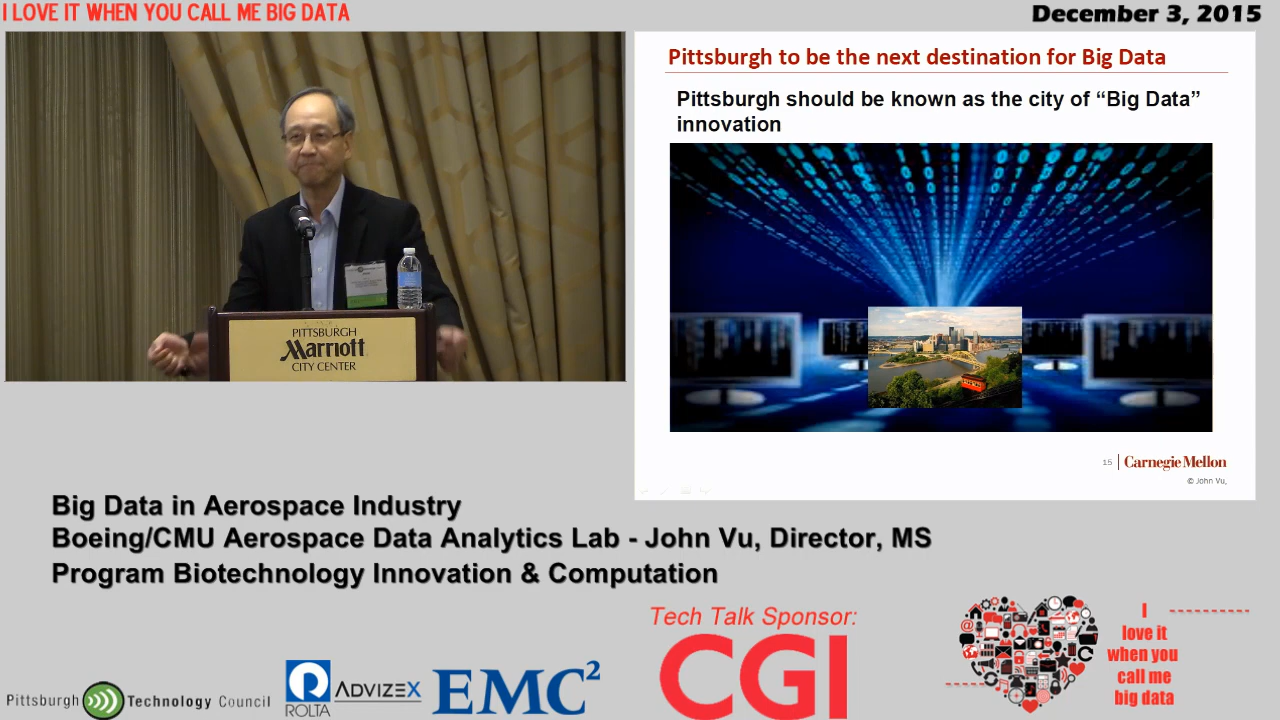 I LOVE IT WHEN YOU CALL ME BIG DATA
December 3, 2015
PITTSBURGH
Marriott
CITY CENTER
Pittsburgh to be the next destination for Big Data
Pittsburgh should be known as the city of “Big Data”
innovation
15 | Carnegie Mellon
© John Vu,
Big Data in Aerospace Industry
Boeing/CMU Aerospace Data Analytics Lab - John Vu, Director, MS
Program Biotechnology Innovation & Computation
Pittsburgh Technology Council
ROLTA
ADVIZEX
EMC²
Tech Talk Sponsor:
CGI
I
love it
when you
call me
big data